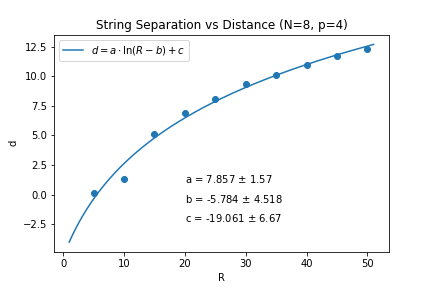 String Separation vs Distance (N=8, p=4)
d = a · ln(R − b) + c
12.5
10.0
7.5
5.0
2.5
0.0
−2.5
d
a = 7.857 ± 1.57
b = -5.784 ± 4.518
c = -19.061 ± 6.67
0 10 20 30 40 50
R